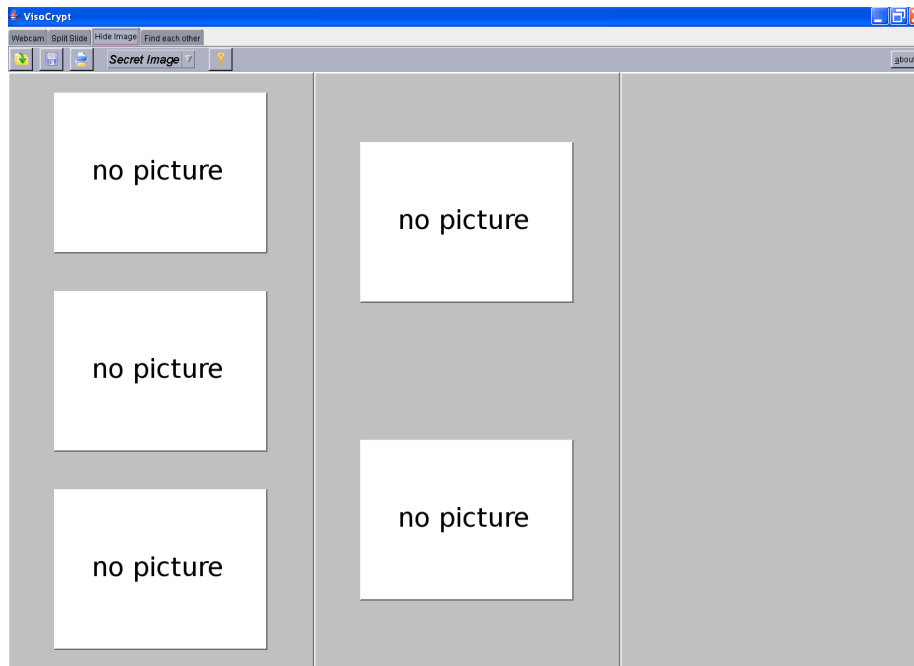 VisoCrypt
Webcam Split Slide Hide Image Find each other
Secret Image
abou
no picture
no picture
no picture
no picture
no picture